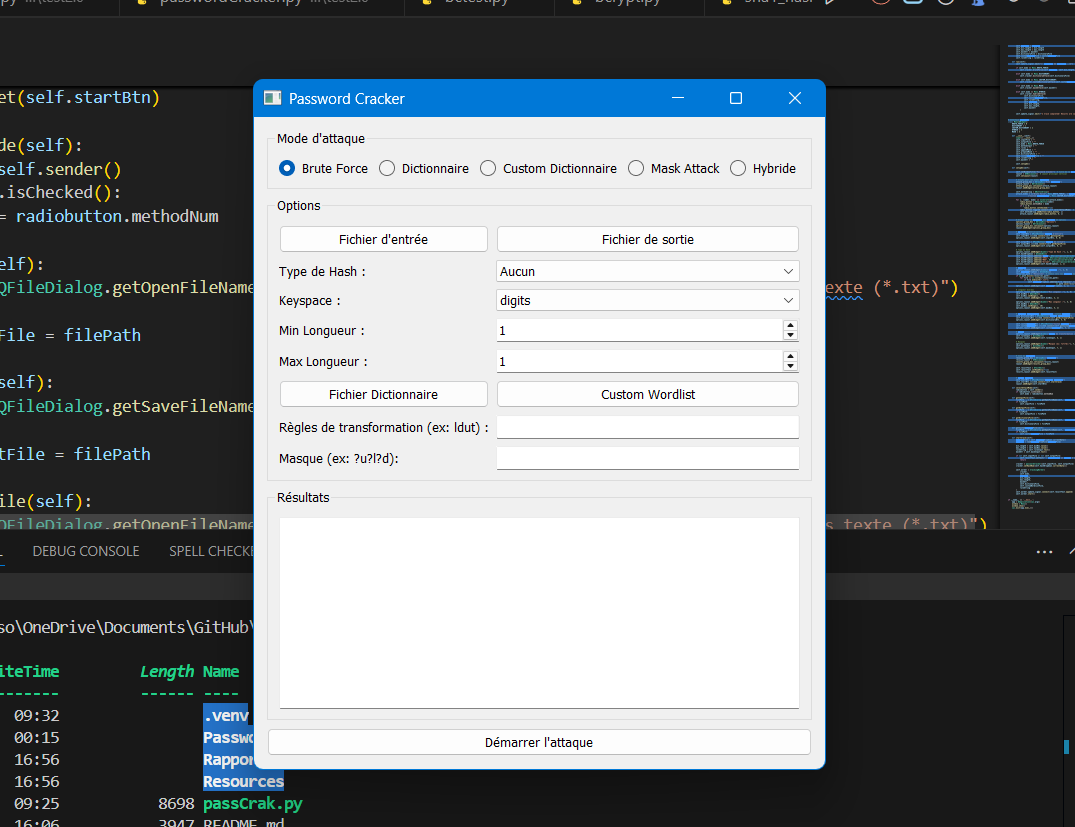 et(self.startBtn)
de(self):
self.sender()
.isChecked():
= radiobutton.methodNum
elf):
QFileDialog.getOpenFileName
exte (*.txt)")
File = filePath
self):
QFileDialog.getSaveFileName
tFile = filePath
ile(self):
QFileDialog.getOpenFileName
s texte (*.txt)")
Password Cracker
Mode d'attaque
Brute Force Dictionnaire Custom Dictionnaire Mask Attack Hybride
Options
Fichier d'entrée Fichier de sortie
Type de Hash : Aucun
Keyspace : digits
Min Longueur : 1
Max Longueur : 1
Fichier Dictionnaire Custom Wordlist
Règles de transformation (ex: ldut) :
Masque (ex: ?u?l?d):
Résultats
Démarrer l'attaque
DEBUG CONSOLE SPELL CHECKE
so\OneDrive\Documents\GitHub\
iteTime Length Name
------- ------ ----
09:32 .venv
00:15 Passwo
16:56 Rappor
16:56 Resources
09:25 8698 passCrak.py
16:06 3947 README.md